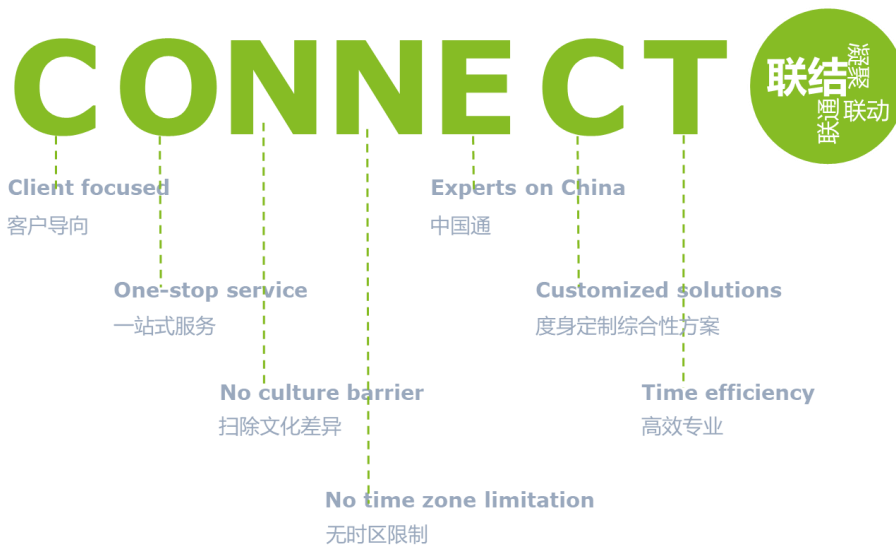 CONNECT
联结
凝聚
联通
联动
Client focused
客户导向
Experts on China
中国通
One-stop service
一站式服务
Customized solutions
度身定制综合性方案
No culture barrier
扫除文化差异
Time efficiency
高效专业
No time zone limitation
无时区限制